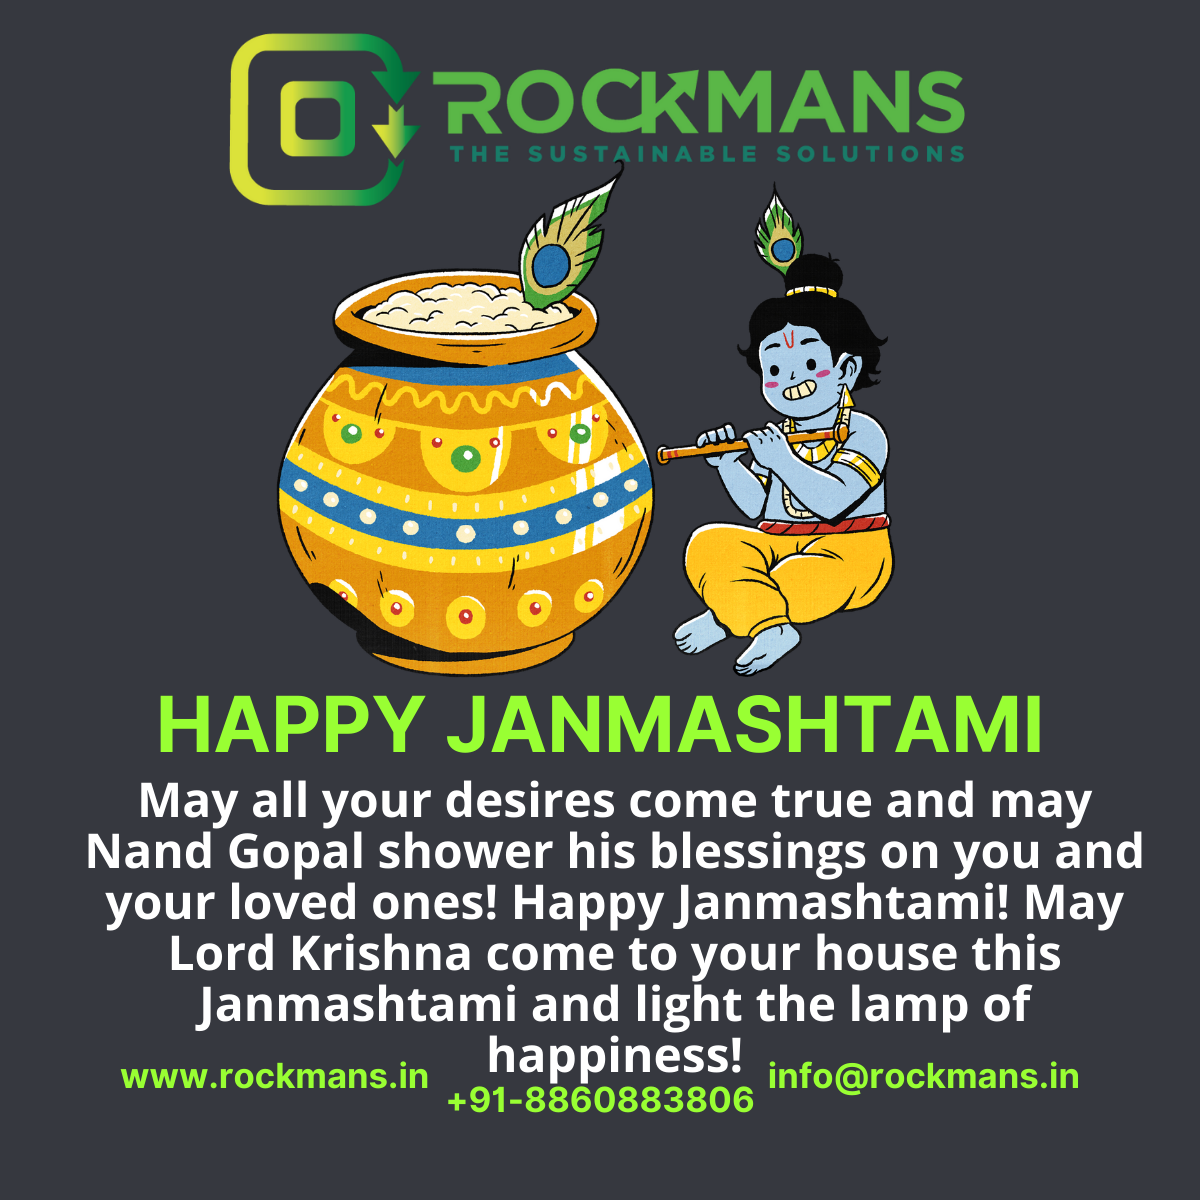 ROCKMANS
THE SUSTAINABLE SOLUTIONS
HAPPY JANMASHTAMI
May all your desires come true and may
Nand Gopal shower his blessings on you and
your loved ones! Happy Janmashtami! May
Lord Krishna come to your house this
Janmashtami and light the lamp of
happiness!
www.rockmans.in
+91-8860883806
info@rockmans.in